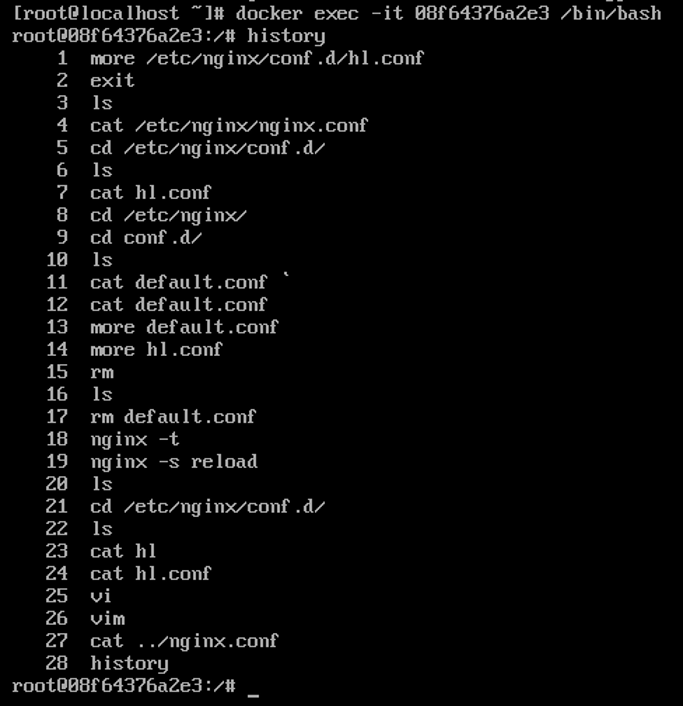 [root@localhost ~]# docker exec -it 08f64376a2e3 /bin/bash
root@08f64376a2e3:/# history
    1  more /etc/nginx/conf.d/hl.conf
    2  exit
    3  ls
    4  cat /etc/nginx/nginx.conf
    5  cd /etc/nginx/conf.d/
    6  ls
    7  cat hl.conf
    8  cd /etc/nginx/
    9  cd conf.d/
   10  ls
   11  cat default.conf `
   12  cat default.conf
   13  more default.conf
   14  more hl.conf
   15  rm
   16  ls
   17  rm default.conf
   18  nginx -t
   19  nginx -s reload
   20  ls
   21  cd /etc/nginx/conf.d/
   22  ls
   23  cat hl
   24  cat hl.conf
   25  vi
   26  vim
   27  cat ../nginx.conf
   28  history
root@08f64376a2e3:/# _